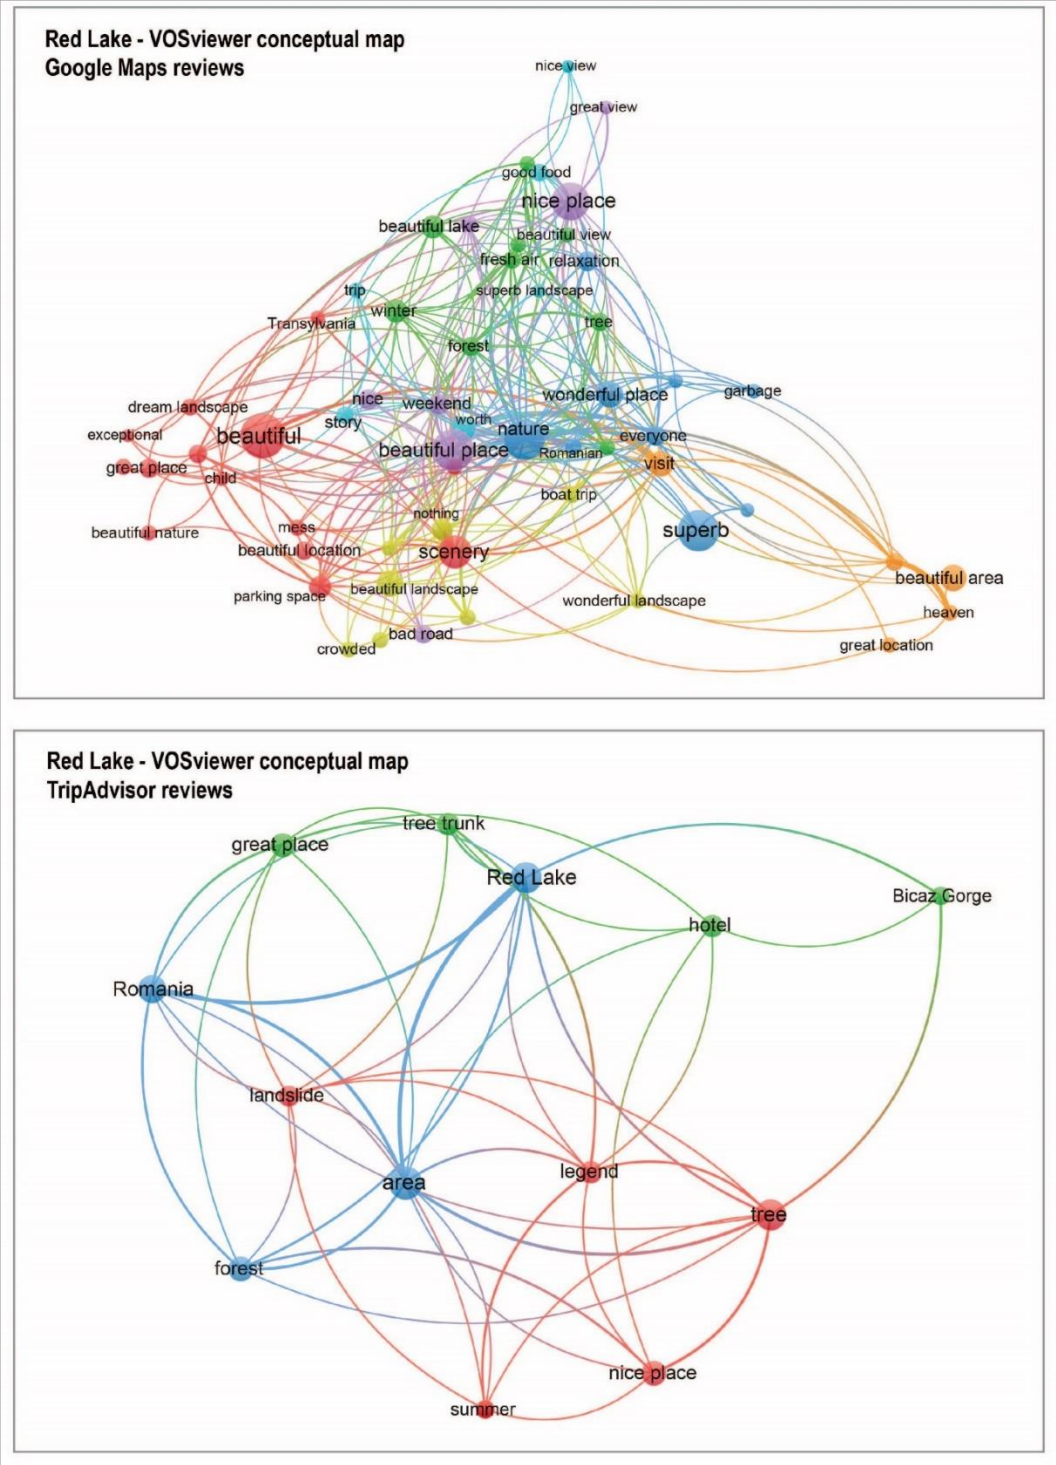 Red Lake - VOSviewer conceptual map
Google Maps reviews
nice view
great view
good food
nice place
beautiful lake
beautiful view
fresh air
relaxation
trip
superb landscape
winter
Transylvania
tree
forest
wonderful place
garbage
nice
weekend
dream landscape
story
worth
nature
exceptional
beautiful
everyone
beautiful place
Romanian
visit
great place
child
boat trip
nothing
mess
superb
beautiful nature
beautiful location
scenery
beautiful area
parking space
beautiful landscape
wonderful landscape
heaven
bad road
crowded
great location
Red Lake - VOSviewer conceptual map
TripAdvisor reviews
tree trunk
great place
Red Lake
Bicaz Gorge
hotel
Romania
landslide
legend
area
tree
forest
nice place
summer